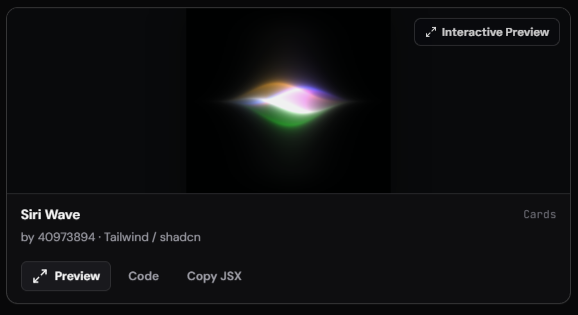 Interactive Preview
Siri Wave
Cards
by 40973894 · Tailwind / shadcn
Preview
Code
Copy JSX